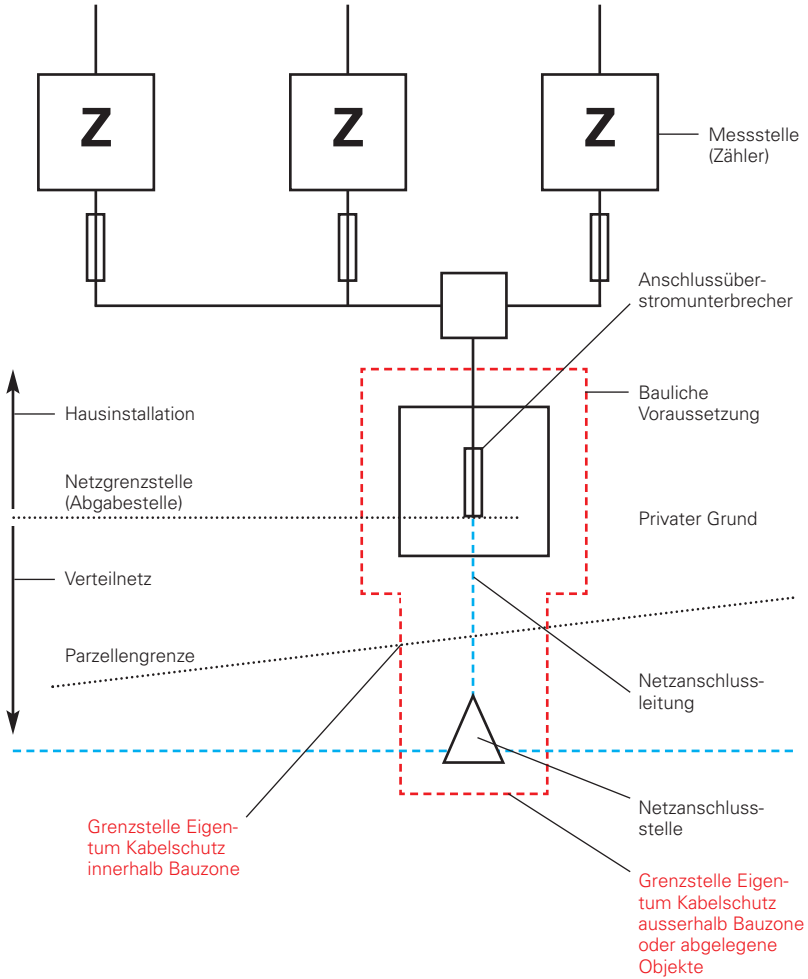 Z
Z
Z
Messstelle
(Zähler)
Anschlussüber-
stromunterbrecher
Bauliche
Voraussetzung
Hausinstallation
Netzgrenzstelle
(Abgabestelle)
Privater Grund
Verteilnetz
Parzellengrenze
Netzanschluss-
leitung
Netzanschluss-
stelle
Grenzstelle Eigen-
tum Kabelschutz
innerhalb Bauzone
Grenzstelle Eigen-
tum Kabelschutz
ausserhalb Bauzone
oder abgelegene
Objekte